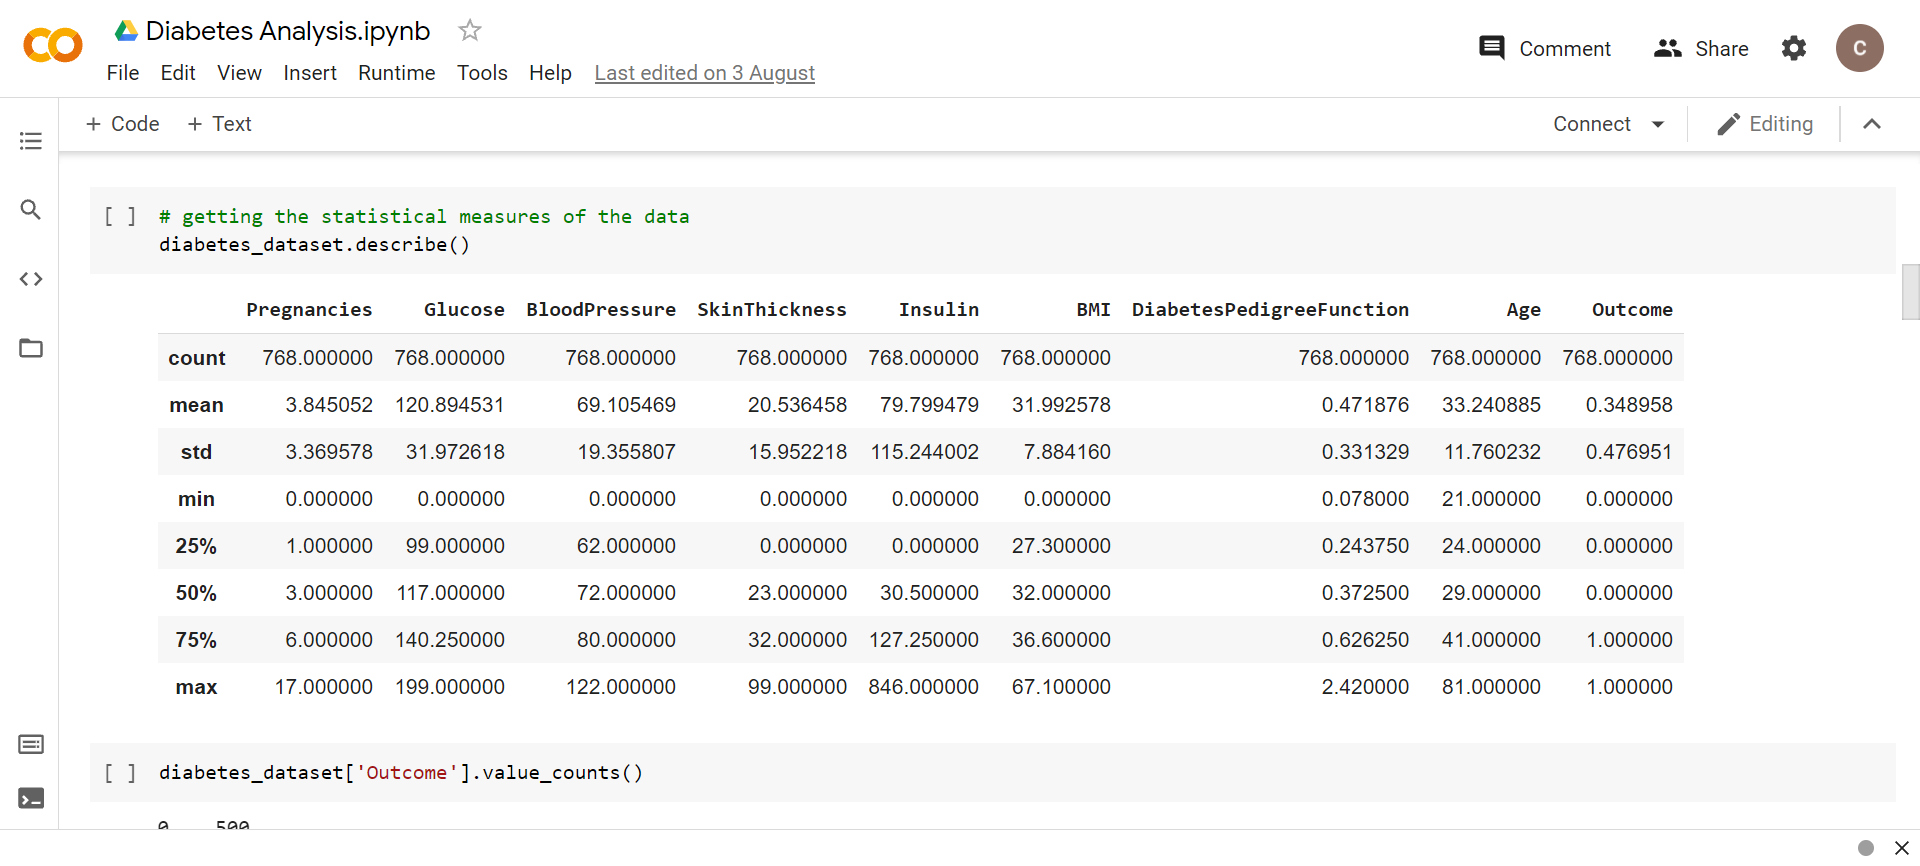 Diabetes Analysis.ipynb
File Edit View Insert Runtime Tools Help Last edited on 3 August
Comment Share C
+ Code + Text
Connect Editing
[ ] # getting the statistical measures of the data
diabetes_dataset.describe()
Pregnancies Glucose BloodPressure SkinThickness Insulin BMI DiabetesPedigreeFunction Age Outcome
count 768.000000 768.000000 768.000000 768.000000 768.000000 768.000000 768.000000 768.000000 768.000000
mean 3.845052 120.894531 69.105469 20.536458 79.799479 31.992578 0.471876 33.240885 0.348958
std 3.369578 31.972618 19.355807 15.952218 115.244002 7.884160 0.331329 11.760232 0.476951
min 0.000000 0.000000 0.000000 0.000000 0.000000 0.000000 0.078000 21.000000 0.000000
25% 1.000000 99.000000 62.000000 0.000000 0.000000 27.300000 0.243750 24.000000 0.000000
50% 3.000000 117.000000 72.000000 23.000000 30.500000 32.000000 0.372500 29.000000 0.000000
75% 6.000000 140.250000 80.000000 32.000000 127.250000 36.600000 0.626250 41.000000 1.000000
max 17.000000 199.000000 122.000000 99.000000 846.000000 67.100000 2.420000 81.000000 1.000000
[ ] diabetes_dataset['Outcome'].value_counts()
0 500